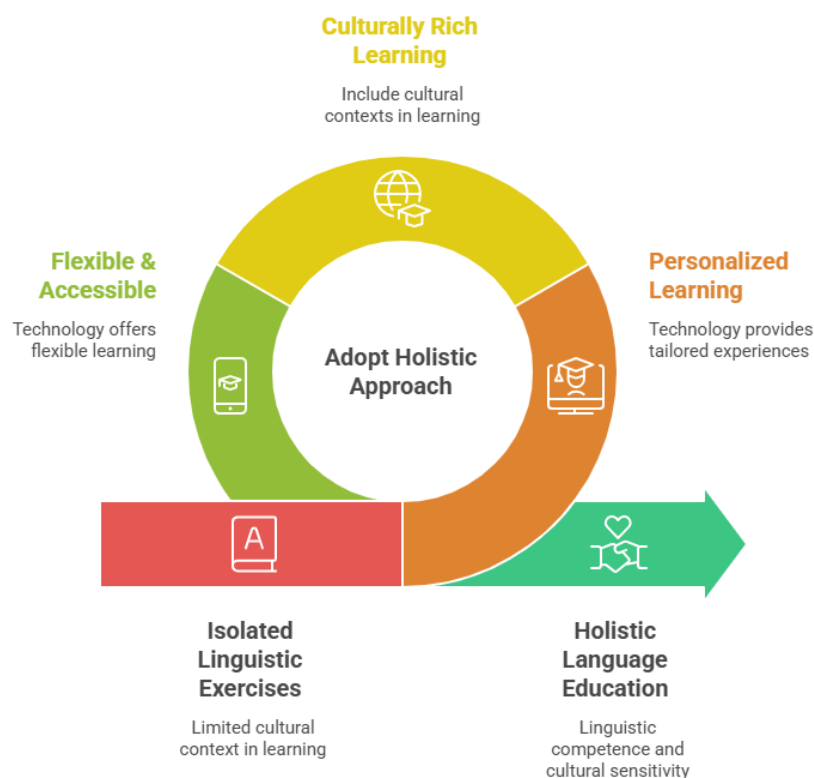 Culturally Rich
Learning
Include cultural
contexts in learning
Flexible &
Accessible
Technology offers
flexible learning
Personalized
Learning
Technology provides
tailored experiences
Adopt Holistic
Approach
A
Isolated
Linguistic
Exercises
Limited cultural
context in learning
Holistic
Language
Education
Linguistic
competence and
cultural sensitivity